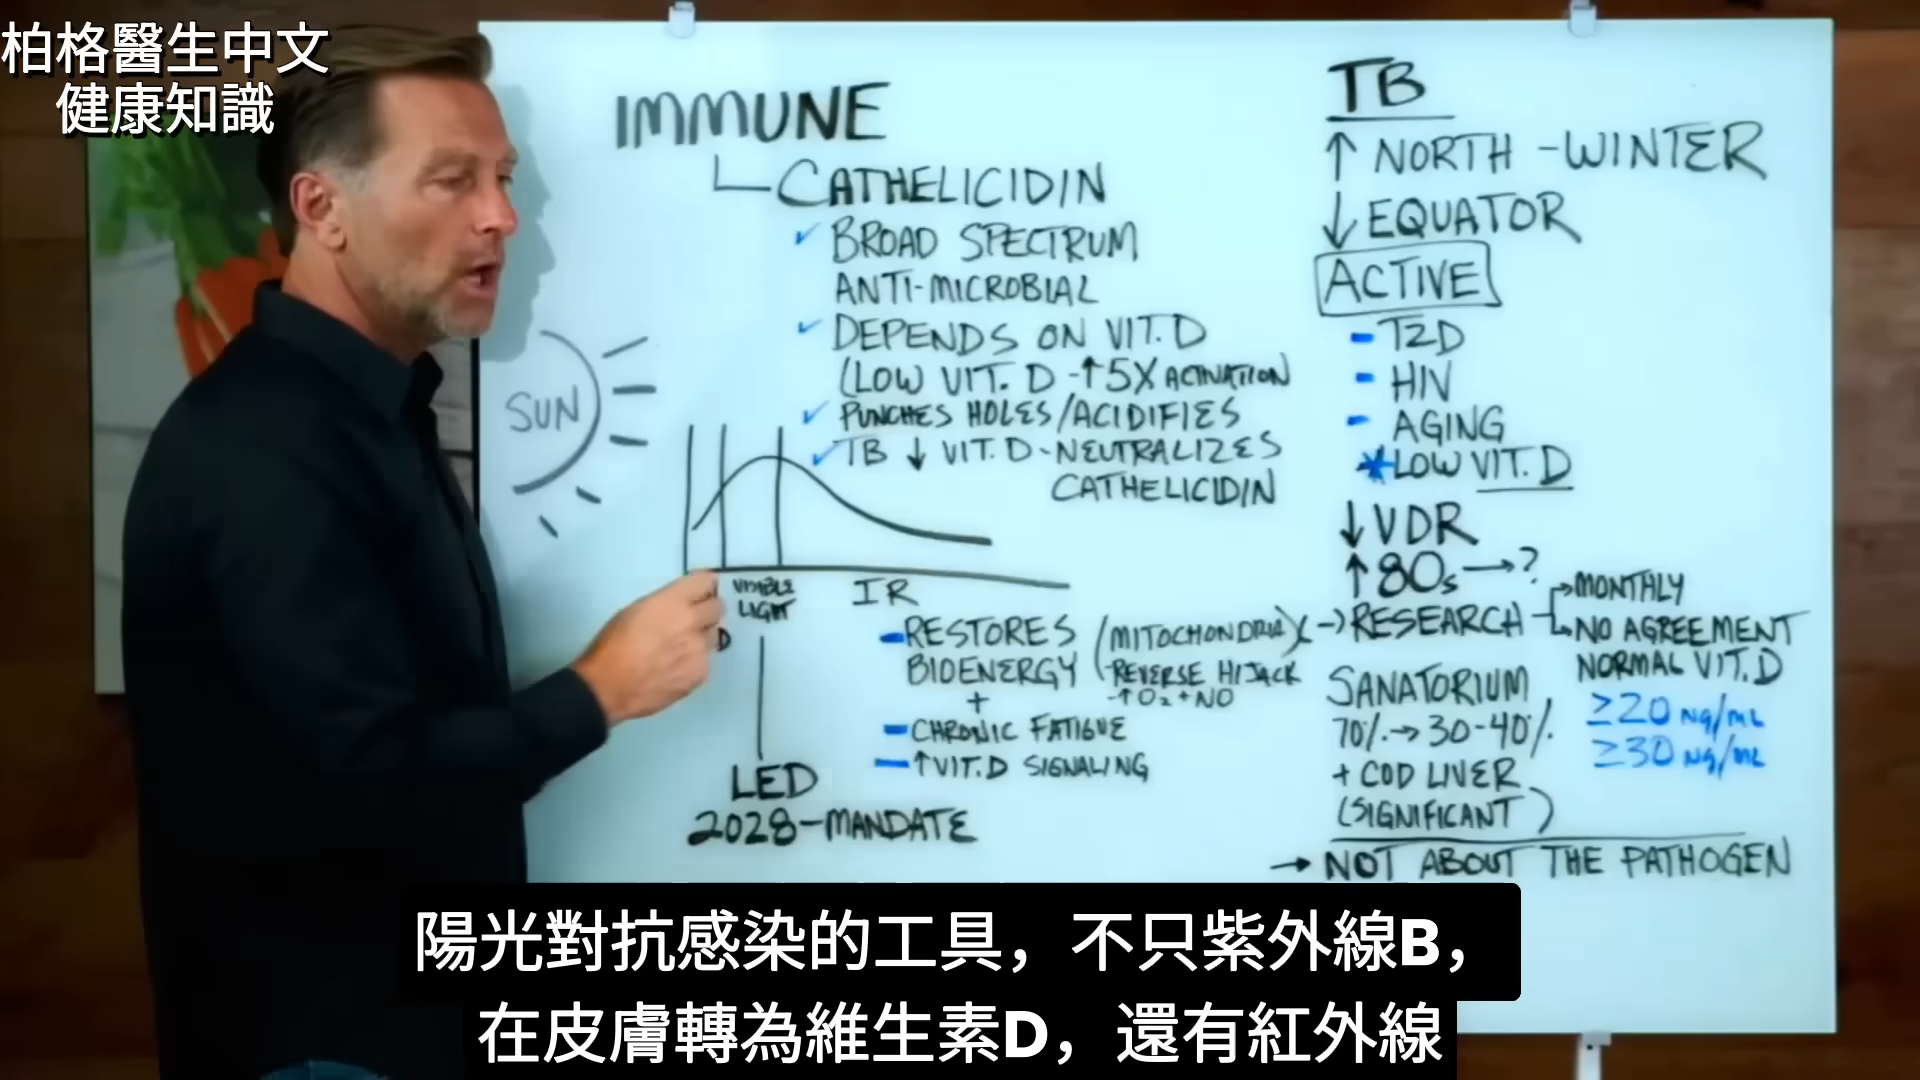 柏格醫生中文
健康知識
IMMUNE
CATHELICIDIN
✓ BROAD SPECTRUM
ANTI-MICROBIAL
✓ DEPENDS ON VIT. D
(LOW VIT. D -↑5X ACTIVATION
✓ PUNCHES HOLES/ACIDIFIES
✓ TB ↓ VIT. D-NEUTRALIZES
CATHELICIDIN
SUN
VISIBLE
LIGHT
IR
D
- RESTORES
BIOENERGY
(MITOCHONDRIA)
-REVERSE HIJACK
-↑O₂ + NO
+
- CHRONIC FATIGUE
- ↑VIT. D SIGNALING
LED
2028-MANDATE
TB
↑ NORTH -WINTER
↓ EQUATOR
ACTIVE
- T2D
- HIV
- AGING
* LOW VIT. D
↓ VDR
↑ 80s → ?
→ RESEARCH
→ MONTHLY
→ NO AGREEMENT
NORMAL VIT. D
≥20 ng/mL
≥30 ng/mL
SANATORIUM
70% → 30-40%
+ COD LIVER
(SIGNIFICANT)
→ NOT ABOUT THE PATHOGEN
陽光對抗感染的工具，不只紫外線B，
在皮膚轉為維生素D，還有紅外線